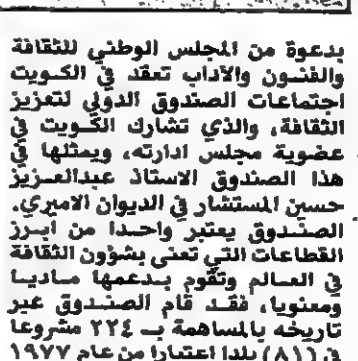 بدعوة من المجلس الوطني للثقافة
والفنون والآداب تعقد في الكويت
اجتماعات الصندوق الدولي لتعزيز
الثقافة، والذي تشارك الكويت في
عضوية مجلس ادارته، ويمثلها في
هذا الصندوق الاستاذ عبدالعزيز
حسين المستشار في الديوان الاميري.
الصندوق يعتبر واحدا من ابرز
القطاعات التي تعنى بشؤون الثقافة
في العالم وتقوم بدعمها ماديا
ومعنويا، فقد قام الصندوق عبر
تاريخه بالمساهمة بـ ٢٢٤ مشروعا
في (٨١) بلدا اعتبارا من عام ١٩٧٧